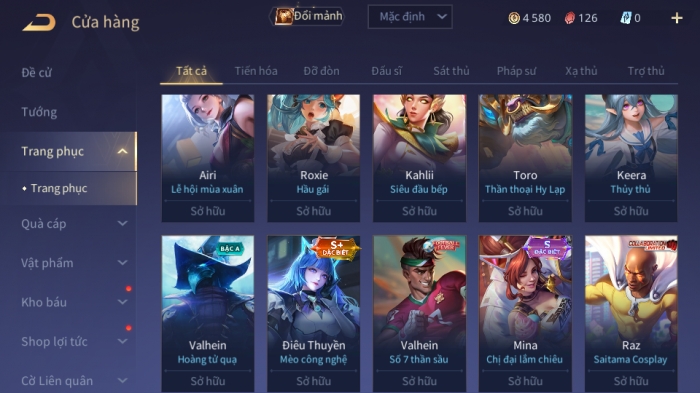 Cửa hàng
Đổi mảnh
Mặc định
4 580
126
0
Đề cử
Tướng
Trang phục
Trang phục
Quà cáp
Vật phẩm
Kho báu
Shop lợi tức
Cờ Liên quân
Tất cả Tiến hóa Đỡ đòn Đấu sĩ Sát thủ Pháp sư Xạ thủ Trợ thủ
Airi
Lễ hội mùa xuân
Sở hữu
Roxie
Hầu gái
Sở hữu
Kahlii
Siêu đầu bếp
Sở hữu
Toro
Thần thoại Hy Lạp
Sở hữu
Keera
Thủy thủ
Sở hữu
BẬC A
Valhein
Hoàng tử quạ
Sở hữu
S+
ĐẶC BIỆT
Điêu Thuyền
Mèo công nghệ
Sở hữu
FOOTBALL
FEVER
Valhein
Số 7 thần sầu
Sở hữu
S
ĐẶC BIỆT
Mina
Chị đại lắm chiêu
Sở hữu
COLLABORATION
LIMITED
Raz
Saitama Cosplay
Sở hữu